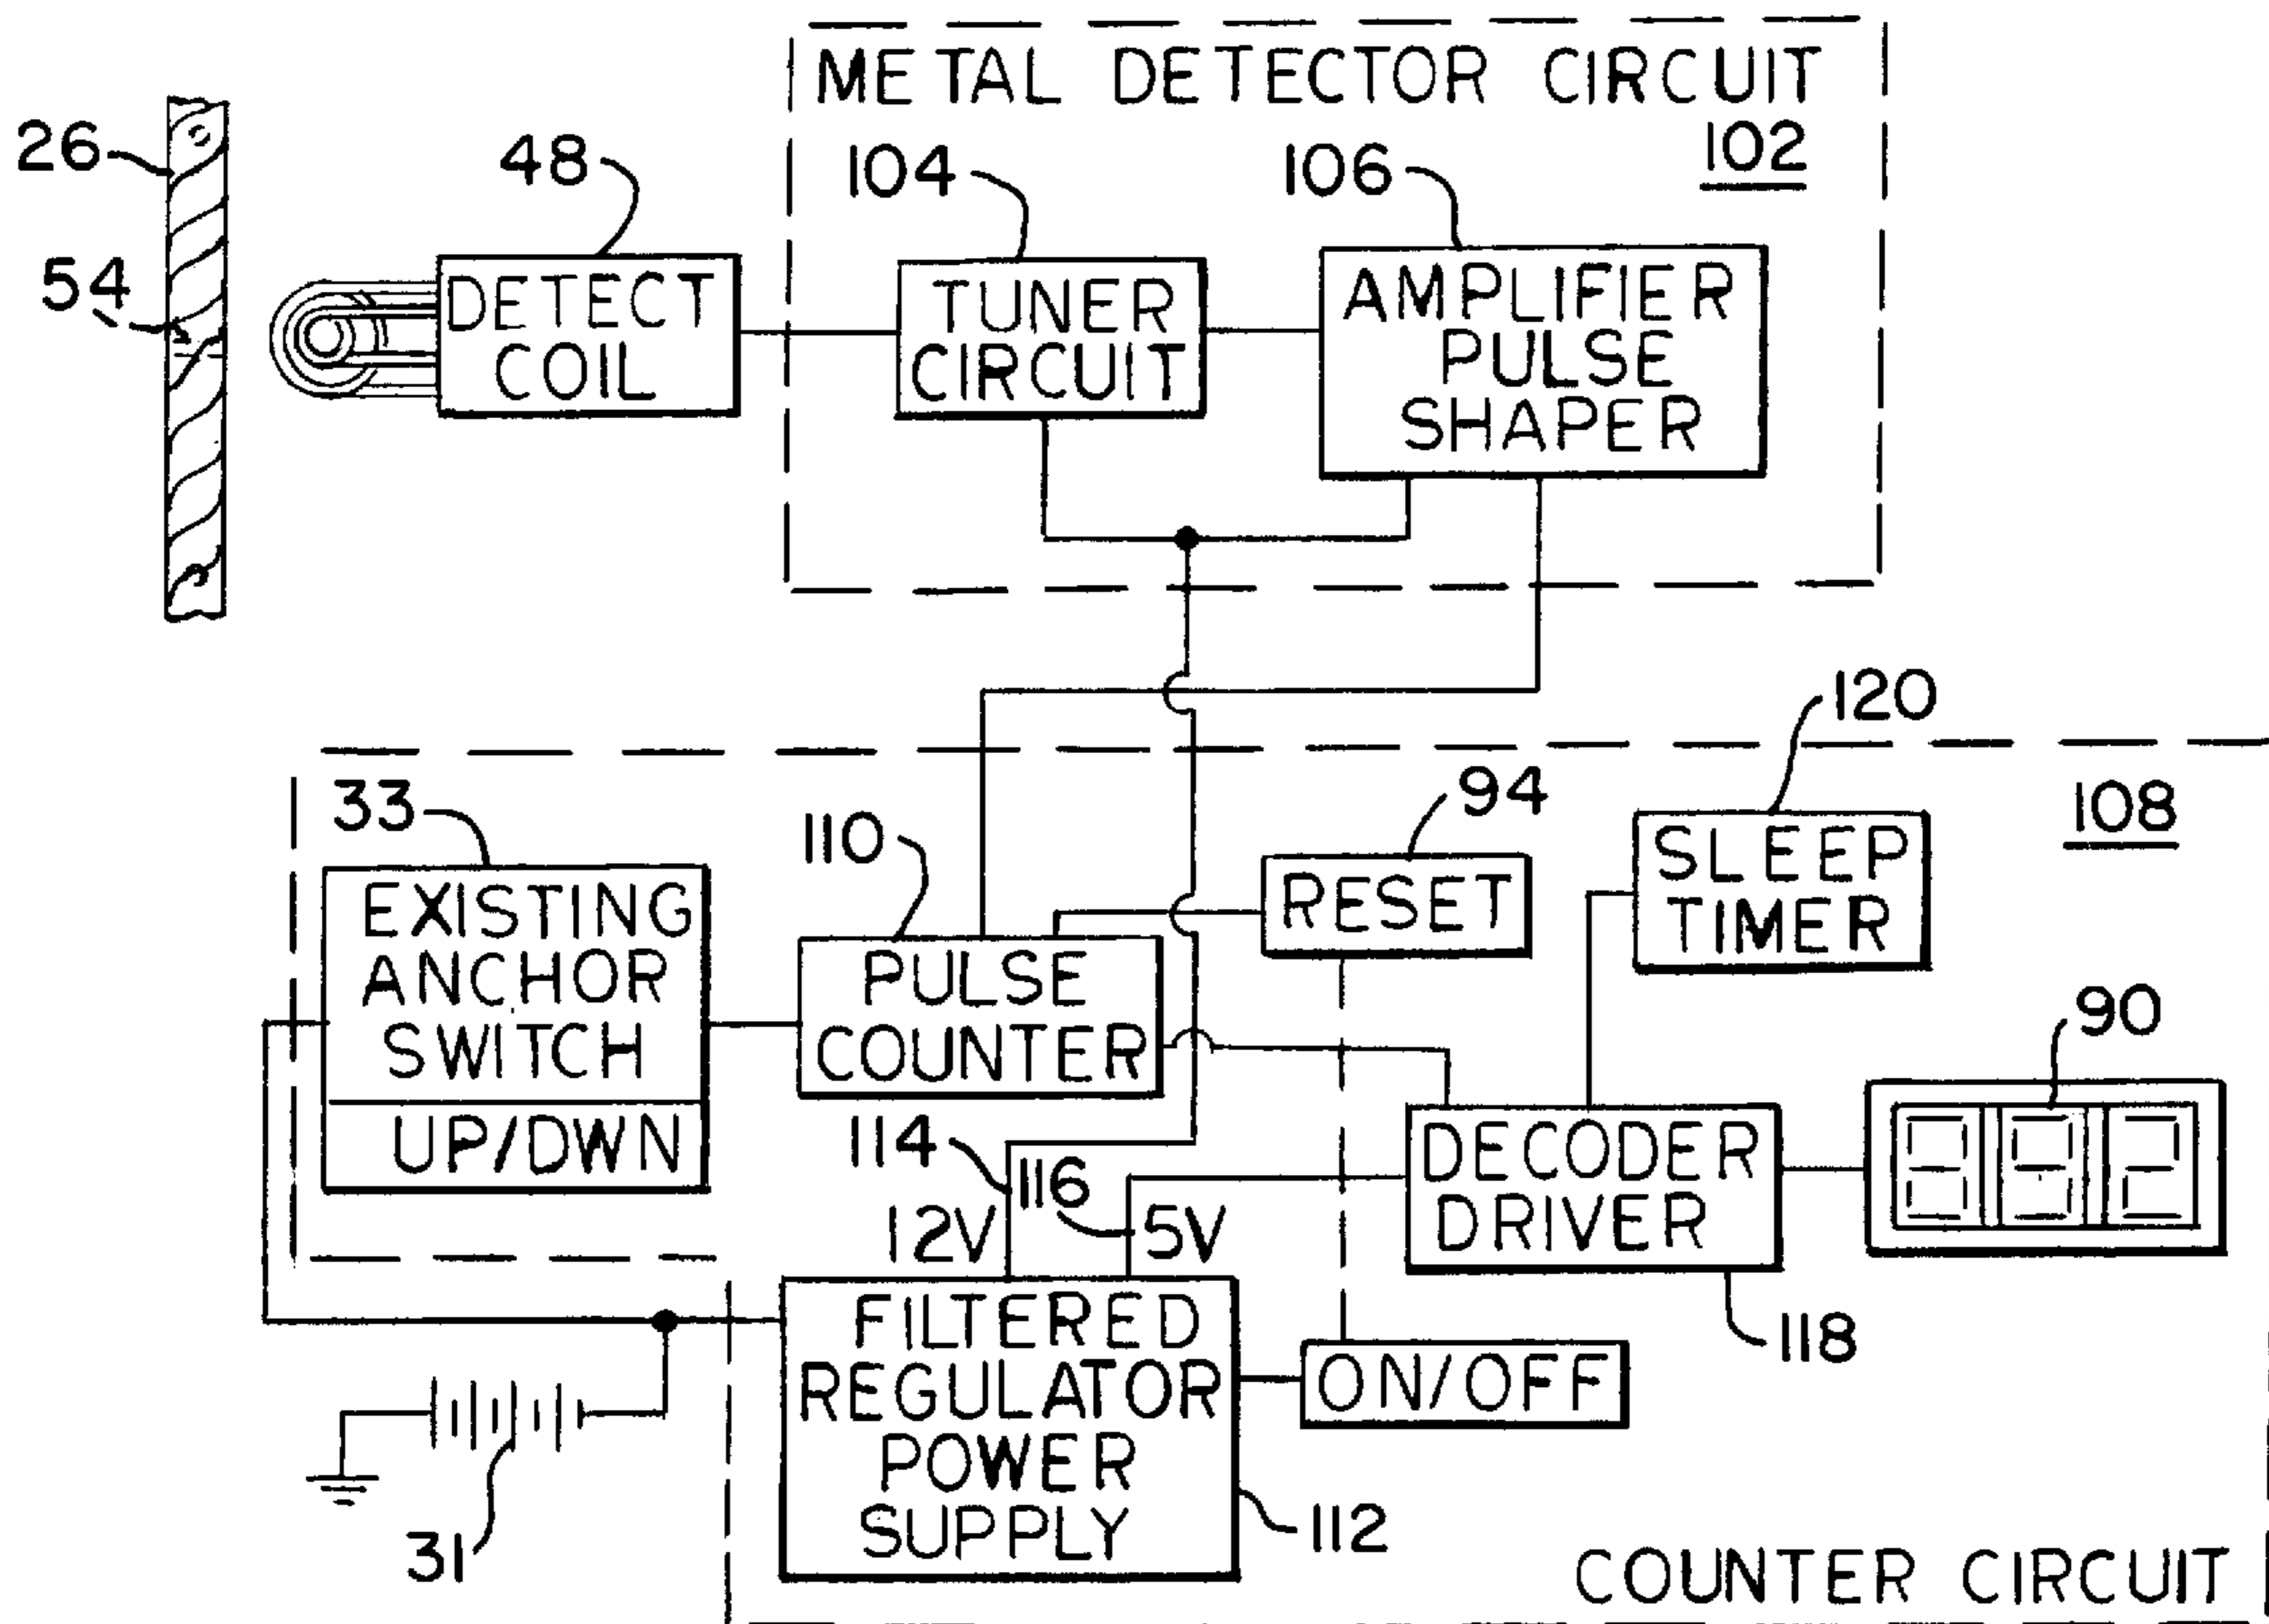 METAL DETECTOR CIRCUIT
102
26
48
104
106
54
DETECT
COIL
TUNER
CIRCUIT
AMPLIFIER
PULSE
SHAPER
120
33
110
94
108
EXISTING
ANCHOR
SWITCH
UP/DWN
PULSE
COUNTER
RESET
SLEEP
TIMER
90
114
116
12V
5V
DECODER
DRIVER
118
FILTERED
REGULATOR
POWER
SUPPLY
ON/OFF
31
112
COUNTER CIRCUIT